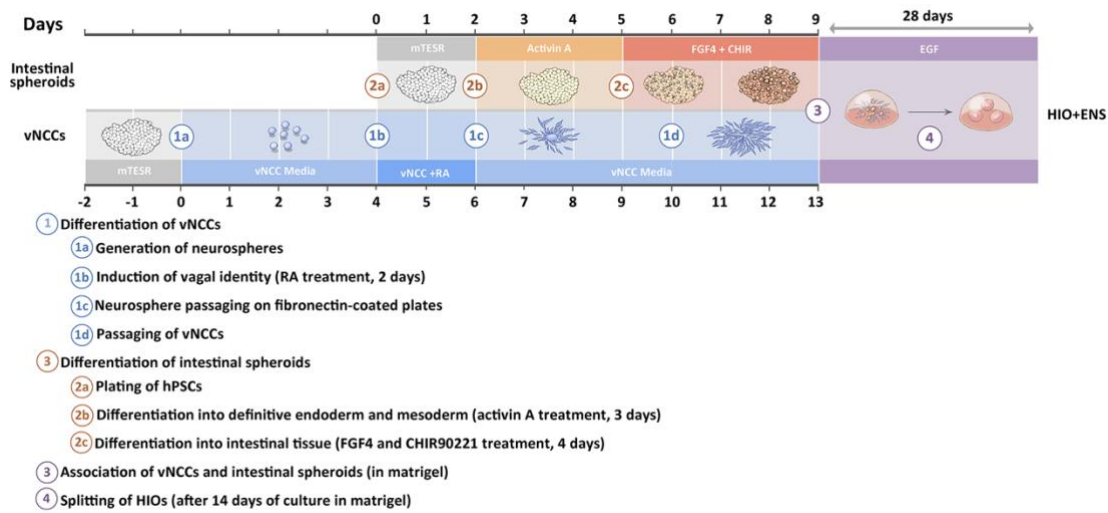 Days 0 1 2 3 4 5 6 7 8 9 28 days
mTESR Activin A FGF4 + CHIR EGF
Intestinal
spheroids
2a 2b 2c
3
HIO+ENS
vNCCs 1a 1b 1c 1d 4
mTESR vNCC Media vNCC +RA vNCC Media
-2 -1 0 1 2 3 4 5 6 7 8 9 10 11 12 13
1 Differentiation of vNCCs
1a Generation of neurospheres
1b Induction of vagal identity (RA treatment, 2 days)
1c Neurosphere passaging on fibronectin-coated plates
1d Passaging of vNCCs
3 Differentiation of intestinal spheroids
2a Plating of hPSCs
2b Differentiation into definitive endoderm and mesoderm (activin A treatment, 3 days)
2c Differentiation into intestinal tissue (FGF4 and CHIR90221 treatment, 4 days)
3 Association of vNCCs and intestinal spheroids (in matrigel)
4 Splitting of HIOs (after 14 days of culture in matrigel)